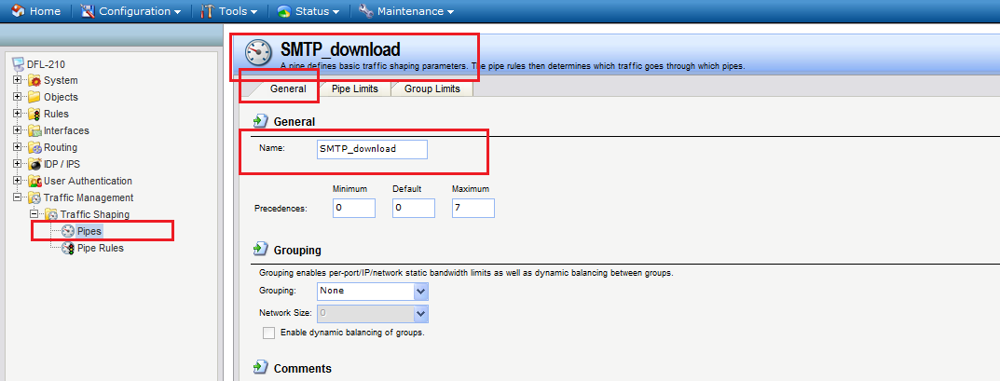 Home Configuration Tools Status Maintenance
DFL-210
System
Objects
Rules
Interfaces
Routing
IDP / IPS
User Authentication
Traffic Management
Traffic Shaping
Pipes
Pipe Rules
SMTP_download
A pipe defines basic traffic shaping parameters. The pipe rules then determines which traffic goes through which pipes.
General Pipe Limits Group Limits
General
Name: SMTP_download
Minimum Default Maximum
Precedences: 0 0 7
Grouping
Grouping enables per-port/IP/network static bandwidth limits as well as dynamic balancing between groups.
Grouping: None
Network Size: 0
Enable dynamic balancing of groups.
Comments